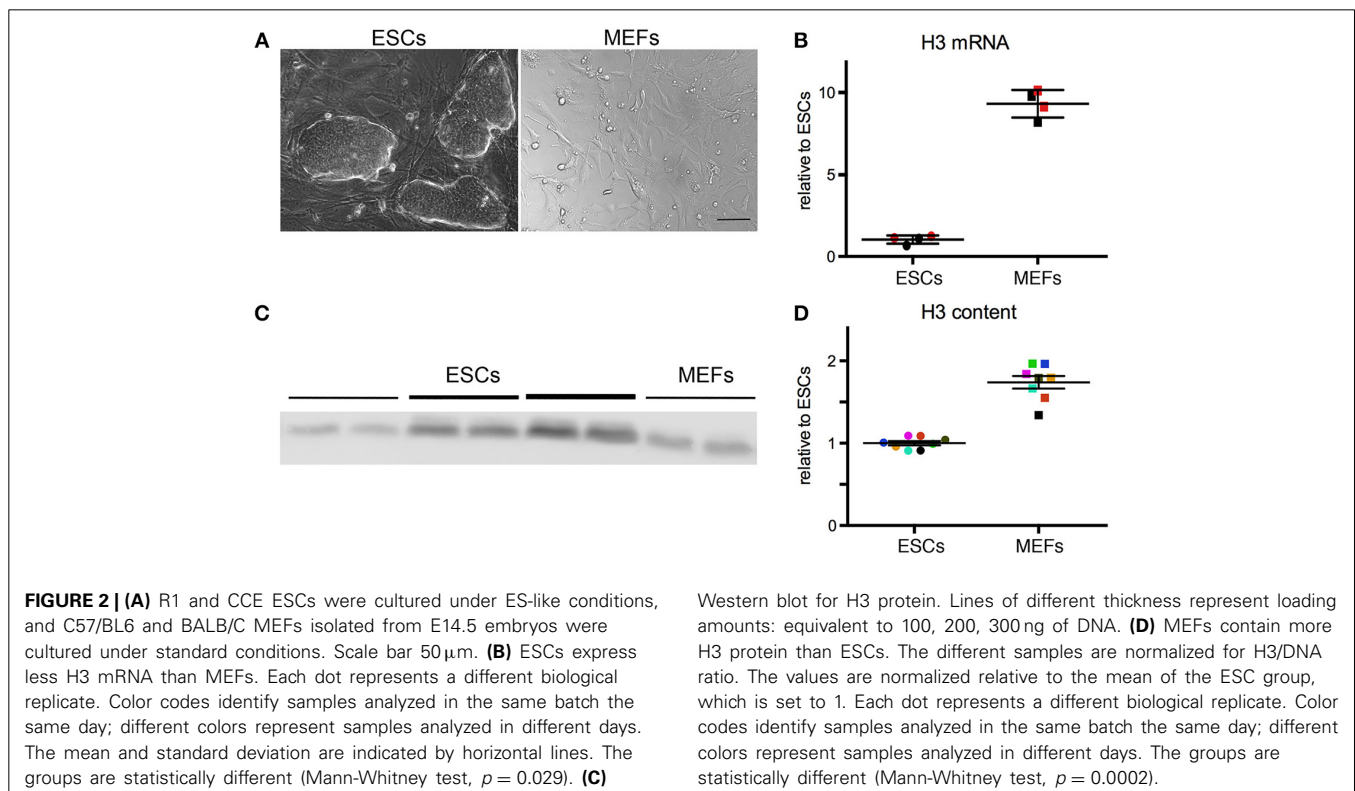 A
ESCs
MEFs
B
H3 mRNA
relative to ESCs
10
5
0
ESCs
MEFs
C
ESCs
MEFs
D
H3 content
relative to ESCs
2
1
0
ESCs
MEFs
FIGURE 2 | (A) R1 and CCE ESCs were cultured under ES-like conditions,
and C57/BL6 and BALB/C MEFs isolated from E14.5 embryos were
cultured under standard conditions. Scale bar 50 μm. (B) ESCs express
less H3 mRNA than MEFs. Each dot represents a different biological
replicate. Color codes identify samples analyzed in the same batch the
same day; different colors represent samples analyzed in different days.
The mean and standard deviation are indicated by horizontal lines. The
groups are statistically different (Mann-Whitney test, p = 0.029). (C)
Western blot for H3 protein. Lines of different thickness represent loading
amounts: equivalent to 100, 200, 300 ng of DNA. (D) MEFs contain more
H3 protein than ESCs. The different samples are normalized for H3/DNA
ratio. The values are normalized relative to the mean of the ESC group,
which is set to 1. Each dot represents a different biological replicate. Color
codes identify samples analyzed in the same batch the same day; different
colors represent samples analyzed in different days. The groups are
statistically different (Mann-Whitney test, p = 0.0002).